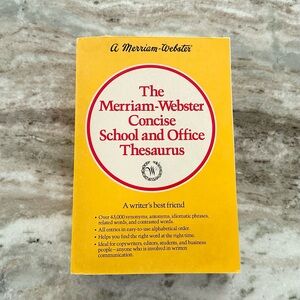 a Merriam-Webster
The
Merriam-Webster
Concise
School and Office
Thesaurus
A writer's best friend
• Over 43,000 synonyms, antonyms, idiomatic phrases,
related words, and contrasted words.
• All entries in easy-to-use alphabetical order.
• Helps you find the right word at the right time.
• Ideal for copywriters, editors, students, and business
people—anyone who is involved in written
communication.